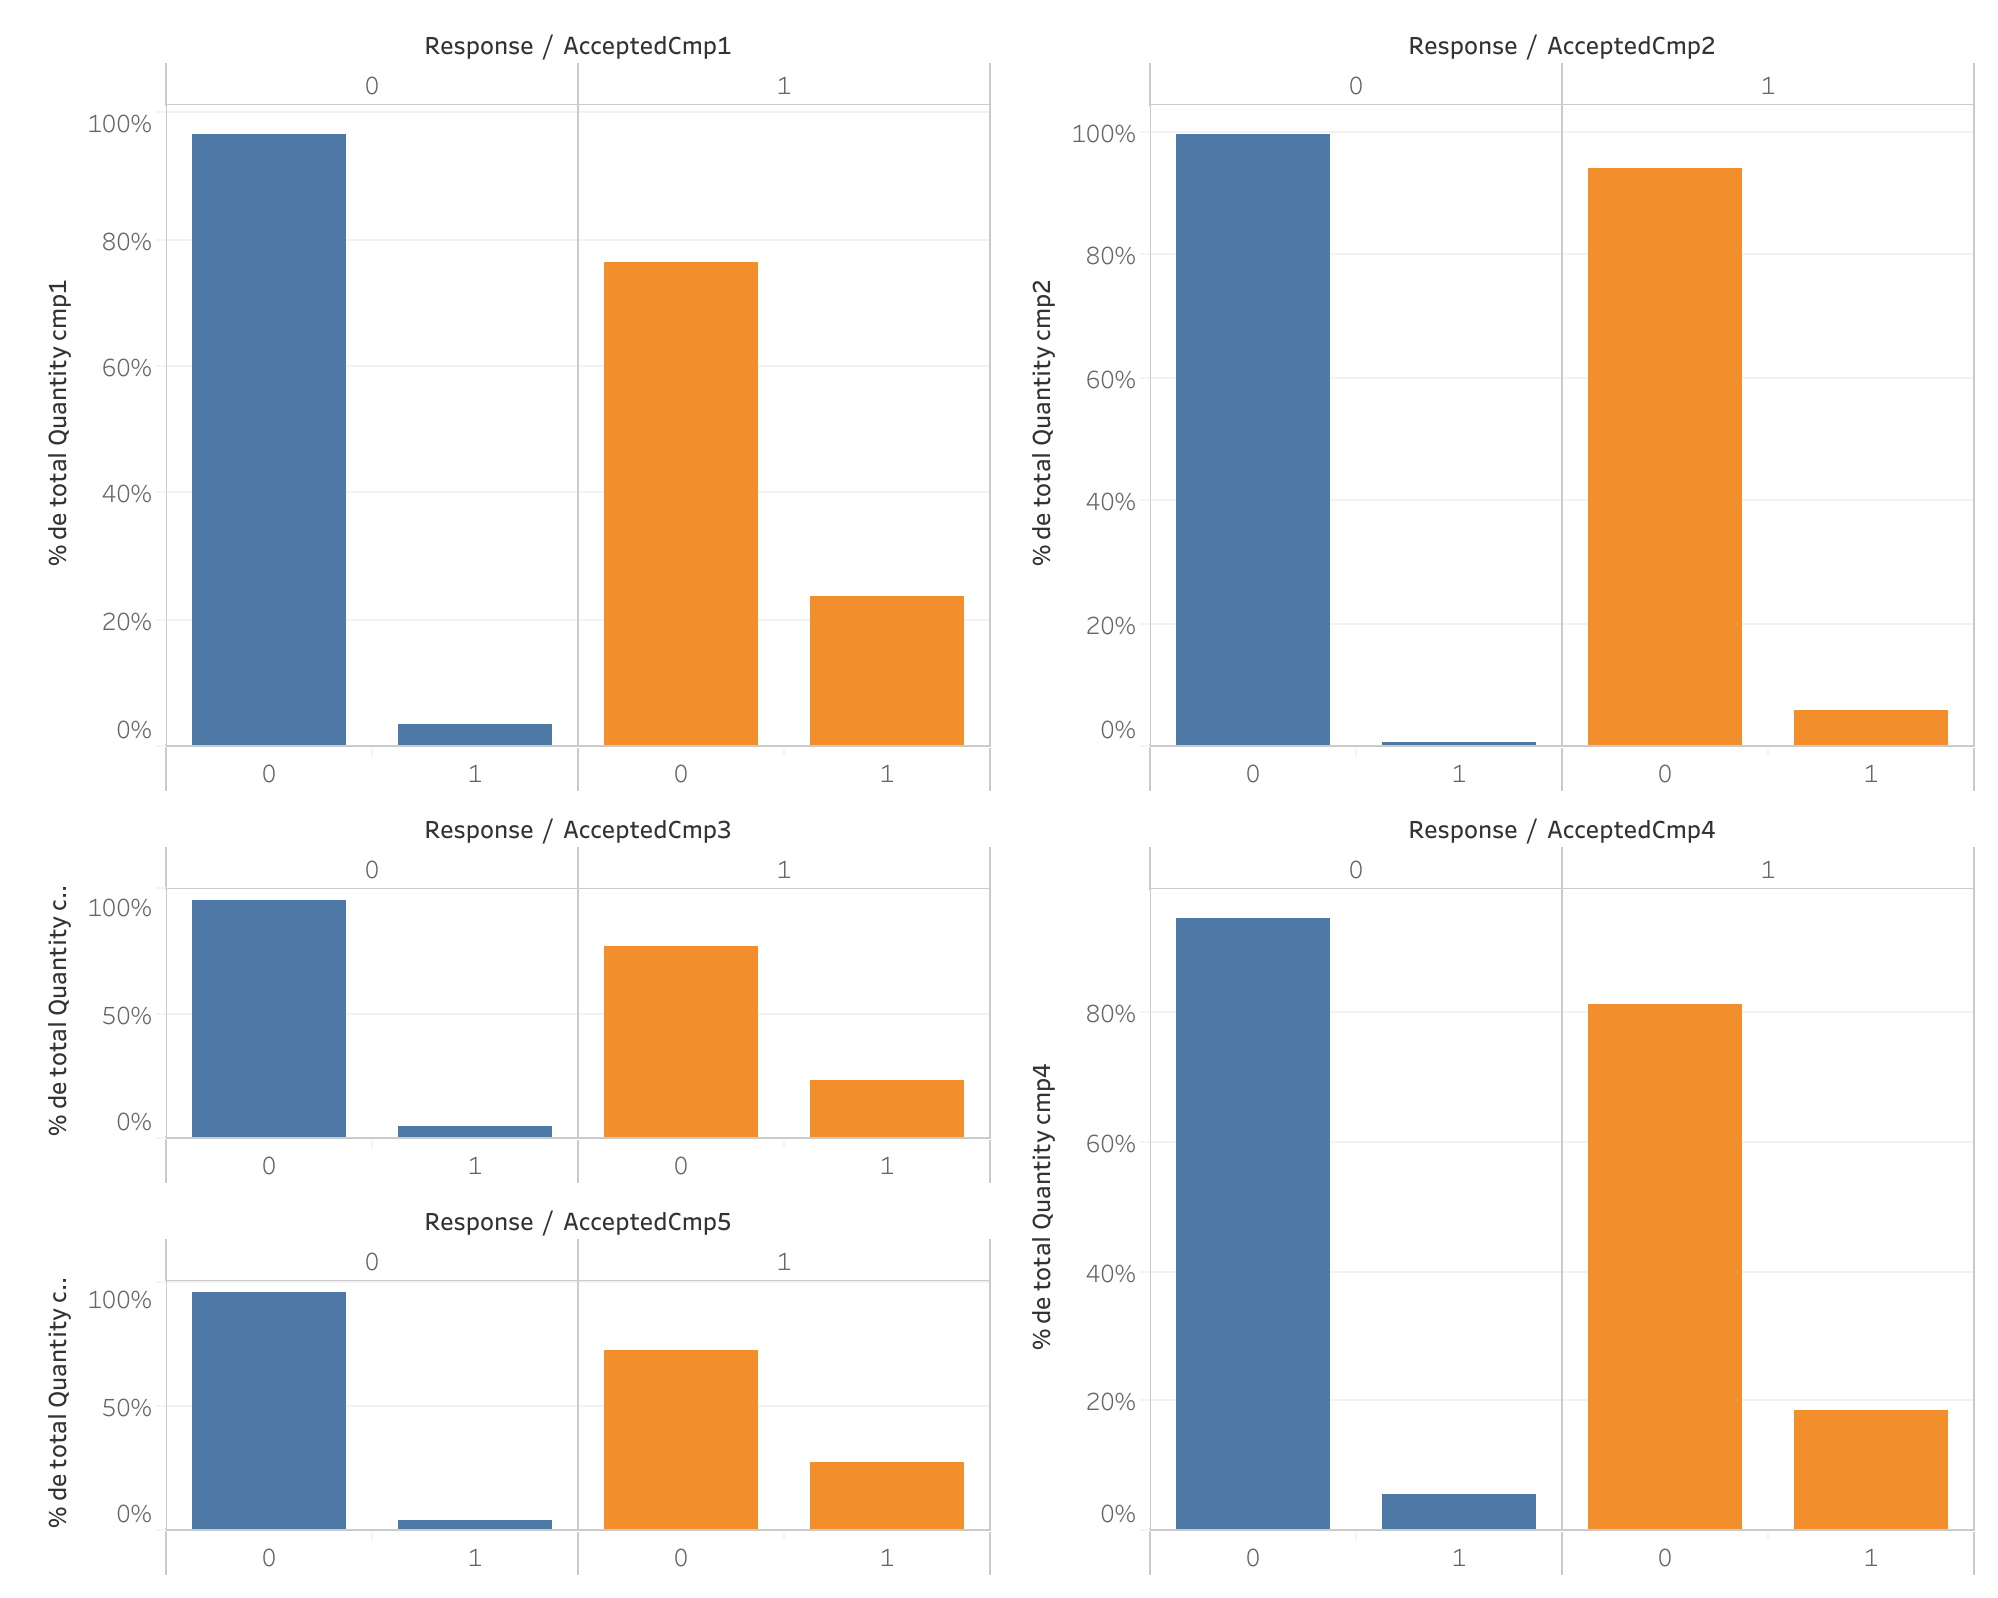 Response / AcceptedCmp1
0 1
% de total Quantity cmp1
100%
80%
60%
40%
20%
0%
0 1 0 1
Response / AcceptedCmp2
0 1
% de total Quantity cmp2
100%
80%
60%
40%
20%
0%
0 1 0 1
Response / AcceptedCmp3
0 1
% de total Quantity c..
100%
50%
0%
0 1 0 1
Response / AcceptedCmp4
0 1
% de total Quantity cmp4
80%
60%
40%
20%
0%
0 1 0 1
Response / AcceptedCmp5
0 1
% de total Quantity c..
100%
50%
0%
0 1 0 1